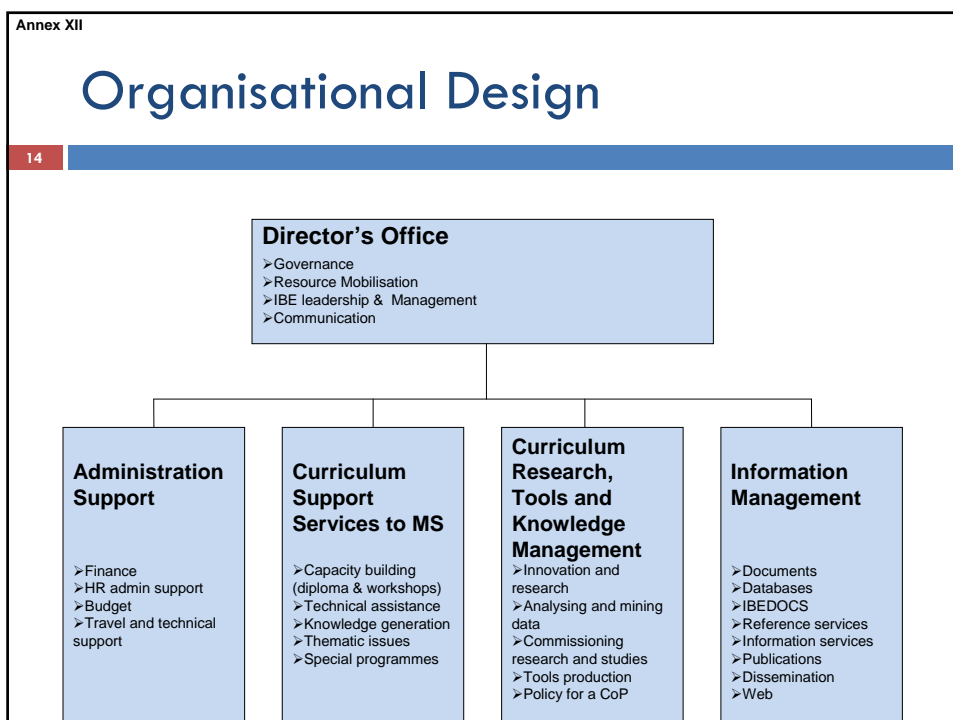 Annex XII
Organisational Design
14
Director's Office
➢Governance
➢Resource Mobilisation
➢IBE leadership & Management
➢Communication
Administration
Support
➢Finance
➢HR admin support
➢Budget
➢Travel and technical
support
Curriculum
Support
Services to MS
➢Capacity building
(diploma & workshops)
➢Technical assistance
➢Knowledge generation
➢Thematic issues
➢Special programmes
Curriculum
Research,
Tools and
Knowledge
Management
➢Innovation and
research
➢Analysing and mining
data
➢Commissioning
research and studies
➢Tools production
➢Policy for a CoP
Information
Management
➢Documents
➢Databases
➢IBEDOCS
➢Reference services
➢Information services
➢Publications
➢Dissemination
➢Web